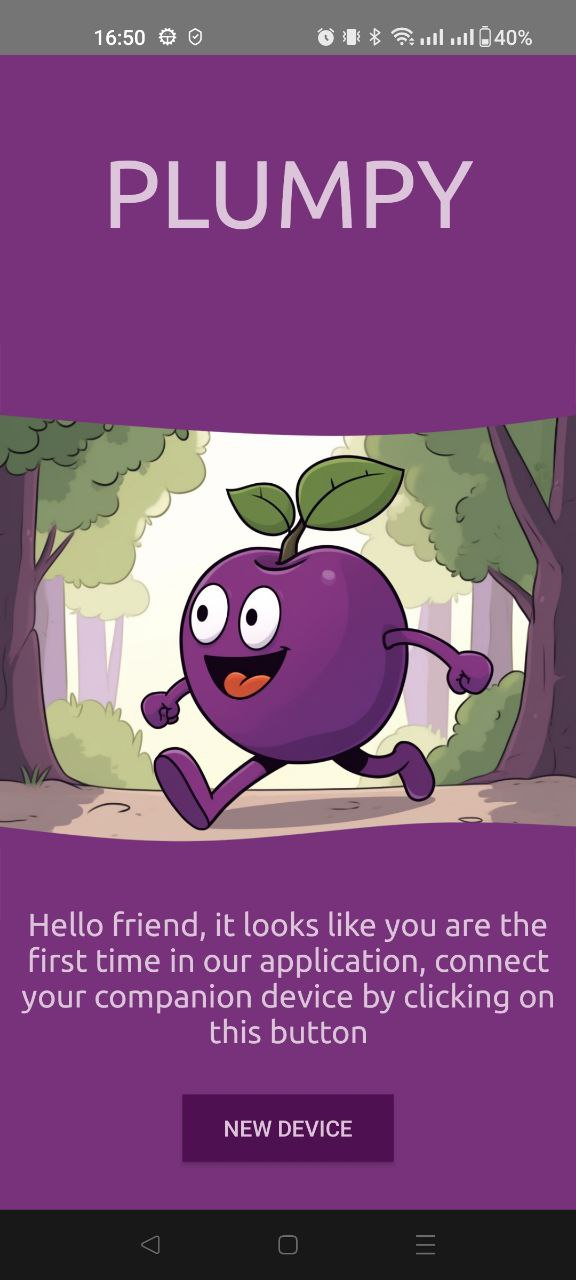 16:50
40%
PLUMPY
Hello friend, it looks like you are the
first time in our application, connect
your companion device by clicking on
this button
NEW DEVICE